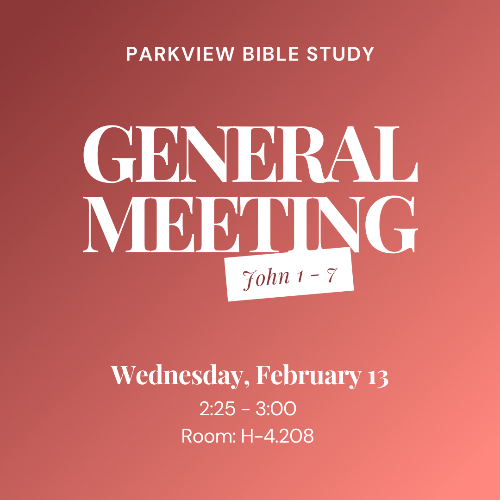 PARKVIEW BIBLE STUDY
GENERAL
MEETING
John 1 - 7
Wednesday, February 13
2:25 - 3:00
Room: H-4.208